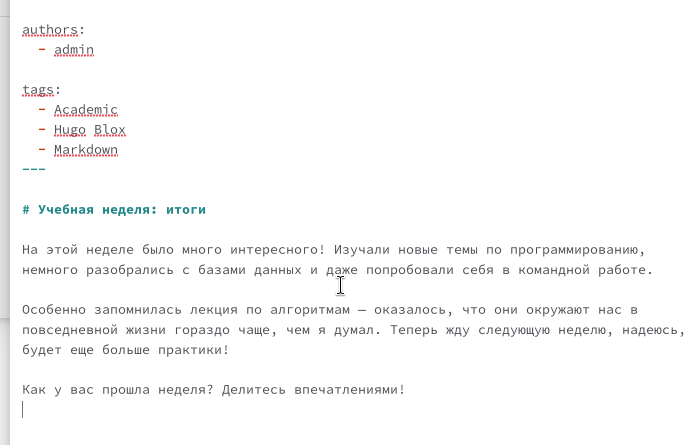 authors:
- admin
tags:
- Academic
- Hugo Blox
- Markdown
---
# Учебная неделя: итоги
На этой неделе было много интересного! Изучали новые темы по программированию,
немного разобрались с базами данных и даже попробовали себя в командной работе.
Особенно запомнилась лекция по алгоритмам — оказалось, что они окружают нас в
повседневной жизни гораздо чаще, чем я думал. Теперь жду следующую неделю, надеюсь,
будет еще больше практики!
Как у вас прошла неделя? Делитесь впечатлениями!